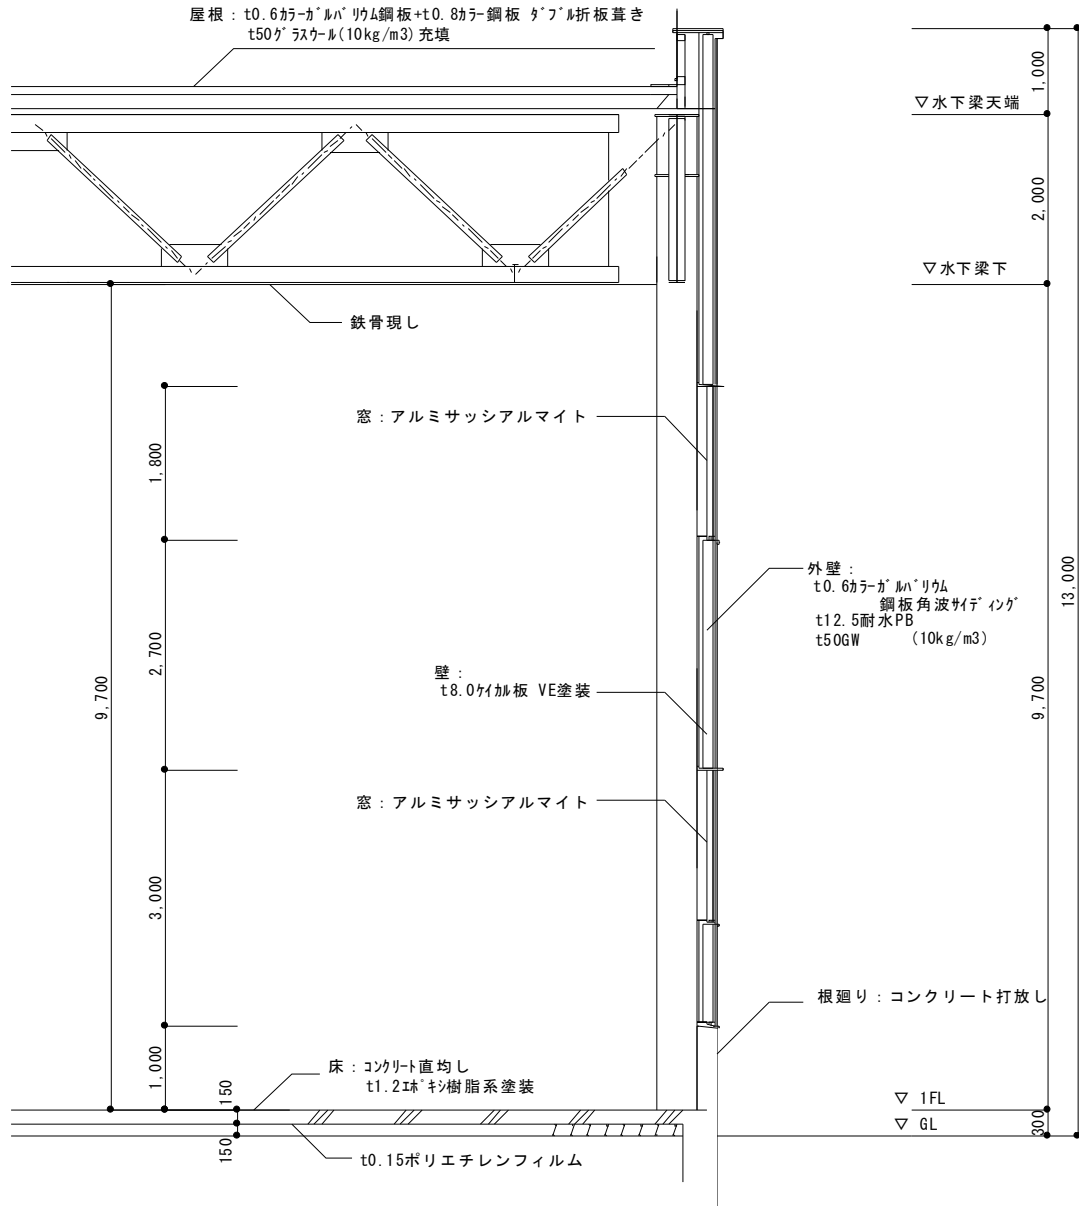 屋根：t0.6ｶﾗｰｶﾞﾙﾊﾞﾘｳﾑ鋼板+t0.8ｶﾗｰ鋼板 ﾀﾞﾌﾞﾙ折板葺き
t50ｸﾞﾗｽｳｰﾙ(10kg/m3)充填
1,000
▽水下梁天端
2,000
▽水下梁下
鉄骨現し
窓：アルミサッシアルマイト
1,800
外壁：
t0.6ｶﾗｰｶﾞﾙﾊﾞﾘｳﾑ
鋼板角波ｻｲﾃﾞｨﾝｸﾞ
t12.5耐水PB
t50GW (10kg/m3)
13,000
2,700
壁：
t8.0ｹｲｶﾙ板 VE塗装
9,700
9,700
窓：アルミサッシアルマイト
3,000
根廻り：コンクリート打放し
1,000
床：ｺﾝｸﾘｰﾄ直均し
t1.2ｴﾎﾟｷｼ樹脂系塗装
150
▽ 1FL
▽ GL
300
150
t0.15ポリエチレンフィルム